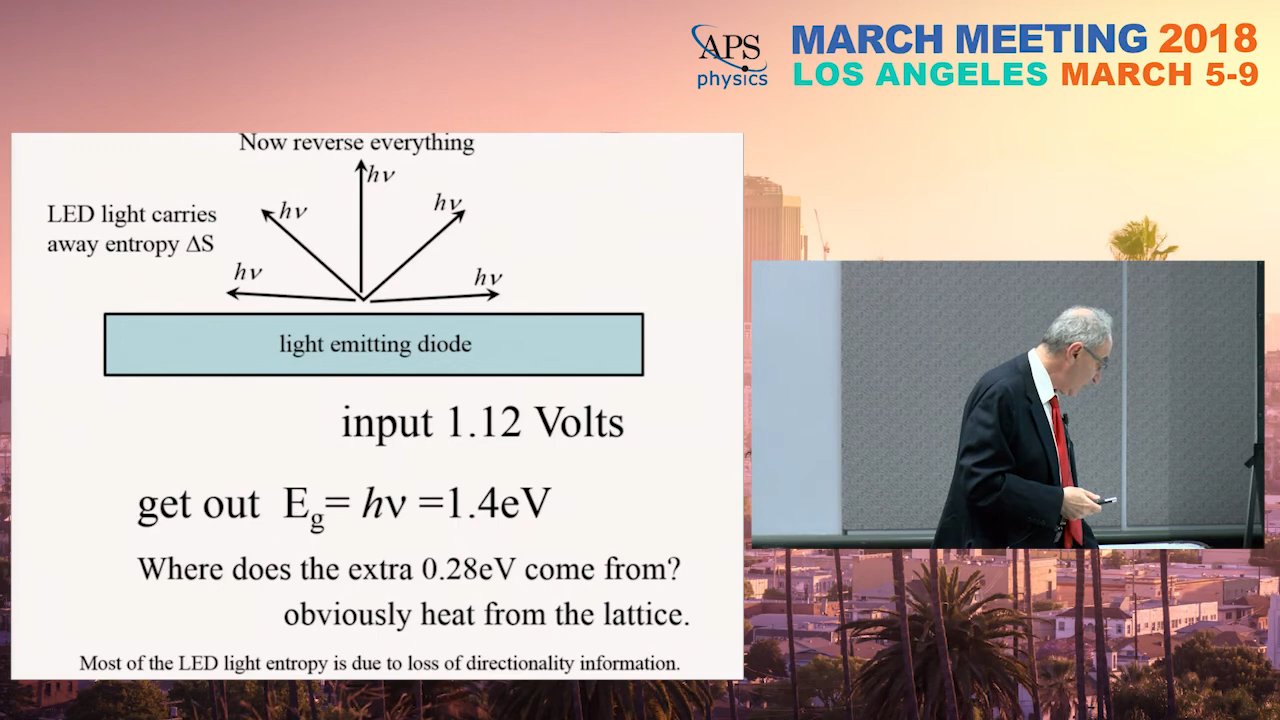 APS
physics
MARCH MEETING 2018
LOS ANGELES MARCH 5-9
Now reverse everything
hν
hν
hν
LED light carries
away entropy ΔS
hν
hν
light emitting diode
input 1.12 Volts
get out Eg= hν =1.4eV
Where does the extra 0.28eV come from?
obviously heat from the lattice.
Most of the LED light entropy is due to loss of directionality information.